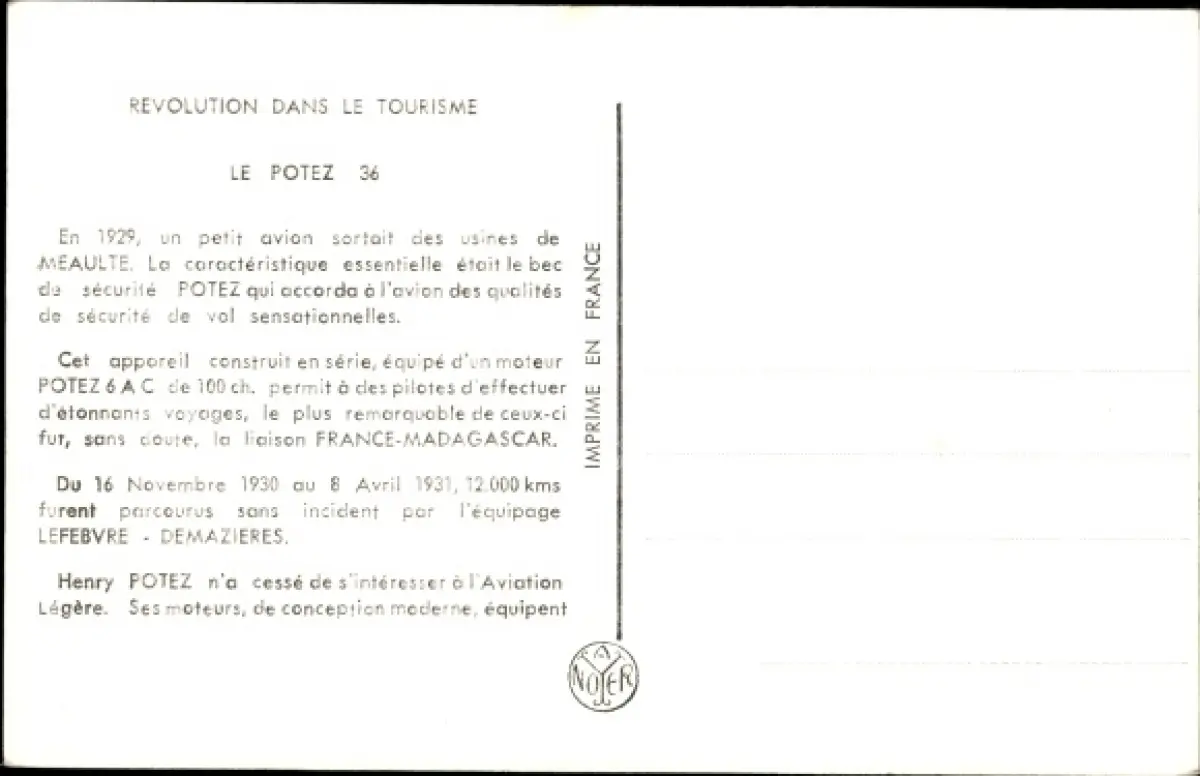 REVOLUTION DANS LE TOURISME
LE POTEZ 36
En 1929, un petit avion sortait des usines de
MEAULTE. La caractéristique essentielle était le bec
de sécurité POTEZ qui accorda à l'avion des qualités
de sécurité de vol sensationnelles.
Cet appareil construit en série, équipé d'un moteur
POTEZ 6 A C de 100 ch. permit à des pilotes d'effectuer
d'étonnants voyages, le plus remarquable de ceux-ci
fut, sans doute, la liaison FRANCE-MADAGASCAR.
Du 16 Novembre 1930 au 8 Avril 1931, 12.000 kms
furent parcourus sans incident par l'équipage
LEFEBVRE - DEMAZIERES.
Henry POTEZ n'a cessé de s'intéresser à l'Aviation
Légère. Ses moteurs, de conception moderne, équipent
IMPRIME EN FRANCE
A
NOYER